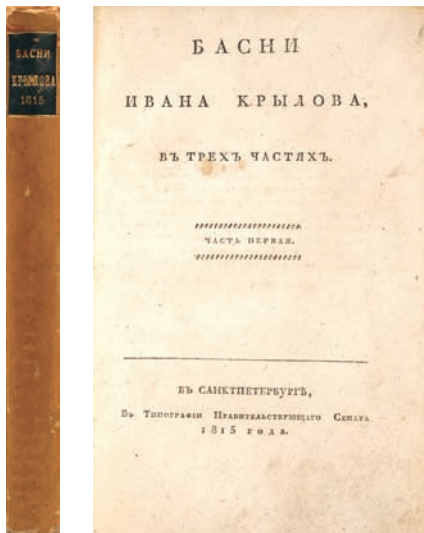 БАСНИ
КРЫЛОВА
1815
БАСНИ
ИВАНА КРЫЛОВА,
ВЪ ТРЕХЪ ЧАСТЯХЪ.
ЧАСТЬ ПЕРВАЯ.
ВЪ САНКТПЕТЕРБУРГѢ,
Въ Типографіи Правительствующаго Сената
1815 года.